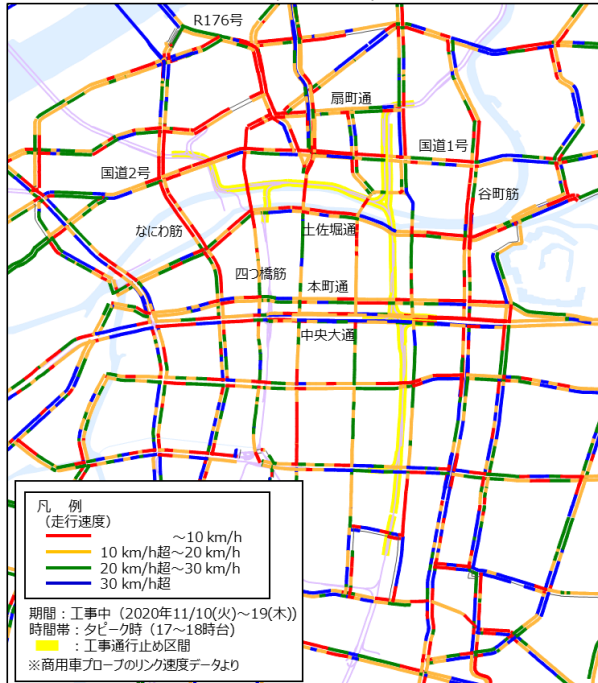 R176号
扇町通
国道1号
国道2号
谷町筋
なにわ筋
土佐堀通
四つ橋筋
本町通
中央大通
凡 例
(走行速度)
～10 km/h
10 km/h超～20 km/h
20 km/h超～30 km/h
30 km/h超
期間：工事中（2020年11/10(火)～19(木)）
時間帯：夕ピーク時（17～18時台）
：工事通行止め区間
※商用車プローブのリンク速度データより